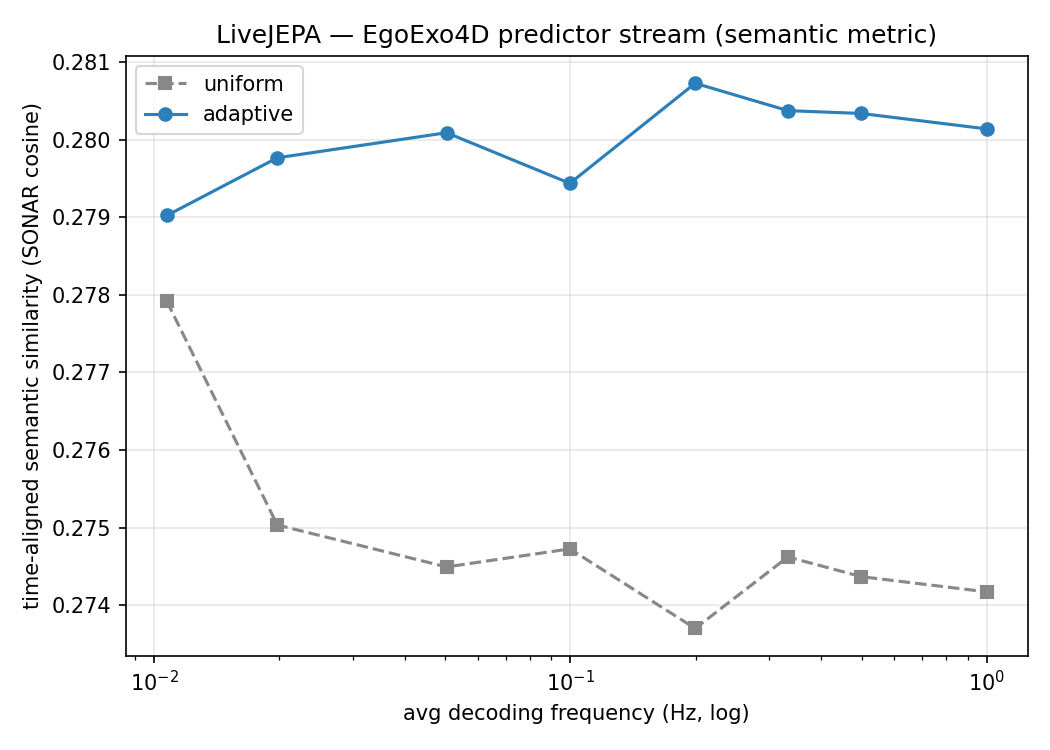 LiveJEPA — EgoExo4D predictor stream (semantic metric)
uniform
adaptive
time-aligned semantic similarity (SONAR cosine)
0.281
0.280
0.279
0.278
0.277
0.276
0.275
0.274
10⁻²
10⁻¹
10⁰
avg decoding frequency (Hz, log)